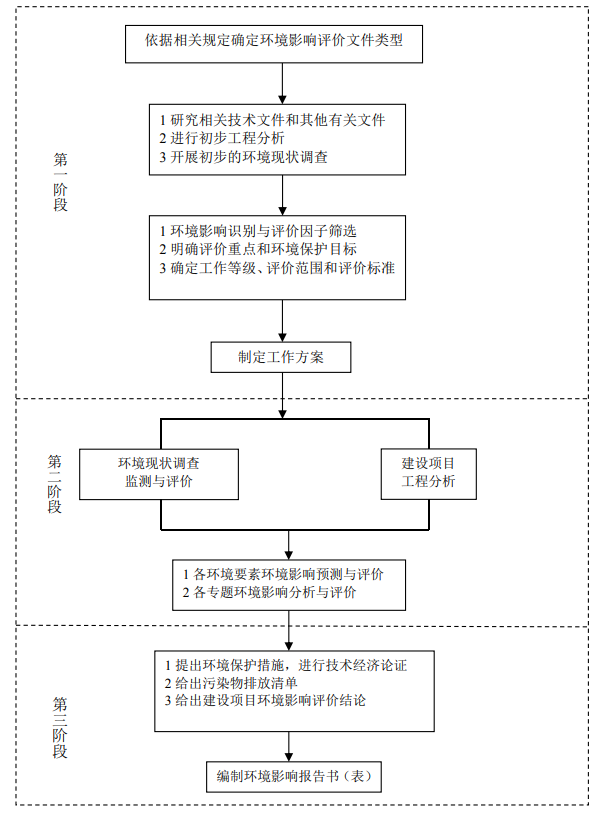 依据相关规定确定环境影响评价文件类型
第一阶段
1 研究相关技术文件和其他有关文件
2 进行初步工程分析
3 开展初步的环境现状调查
1 环境影响识别与评价因子筛选
2 明确评价重点和环境保护目标
3 确定工作等级、评价范围和评价标准
制定工作方案
第二阶段
环境现状调查
监测与评价
建设项目
工程分析
1 各环境要素环境影响预测与评价
2 各专题环境影响分析与评价
第三阶段
1 提出环境保护措施，进行技术经济论证
2 给出污染物排放清单
3 给出建设项目环境影响评价结论
编制环境影响报告书（表）